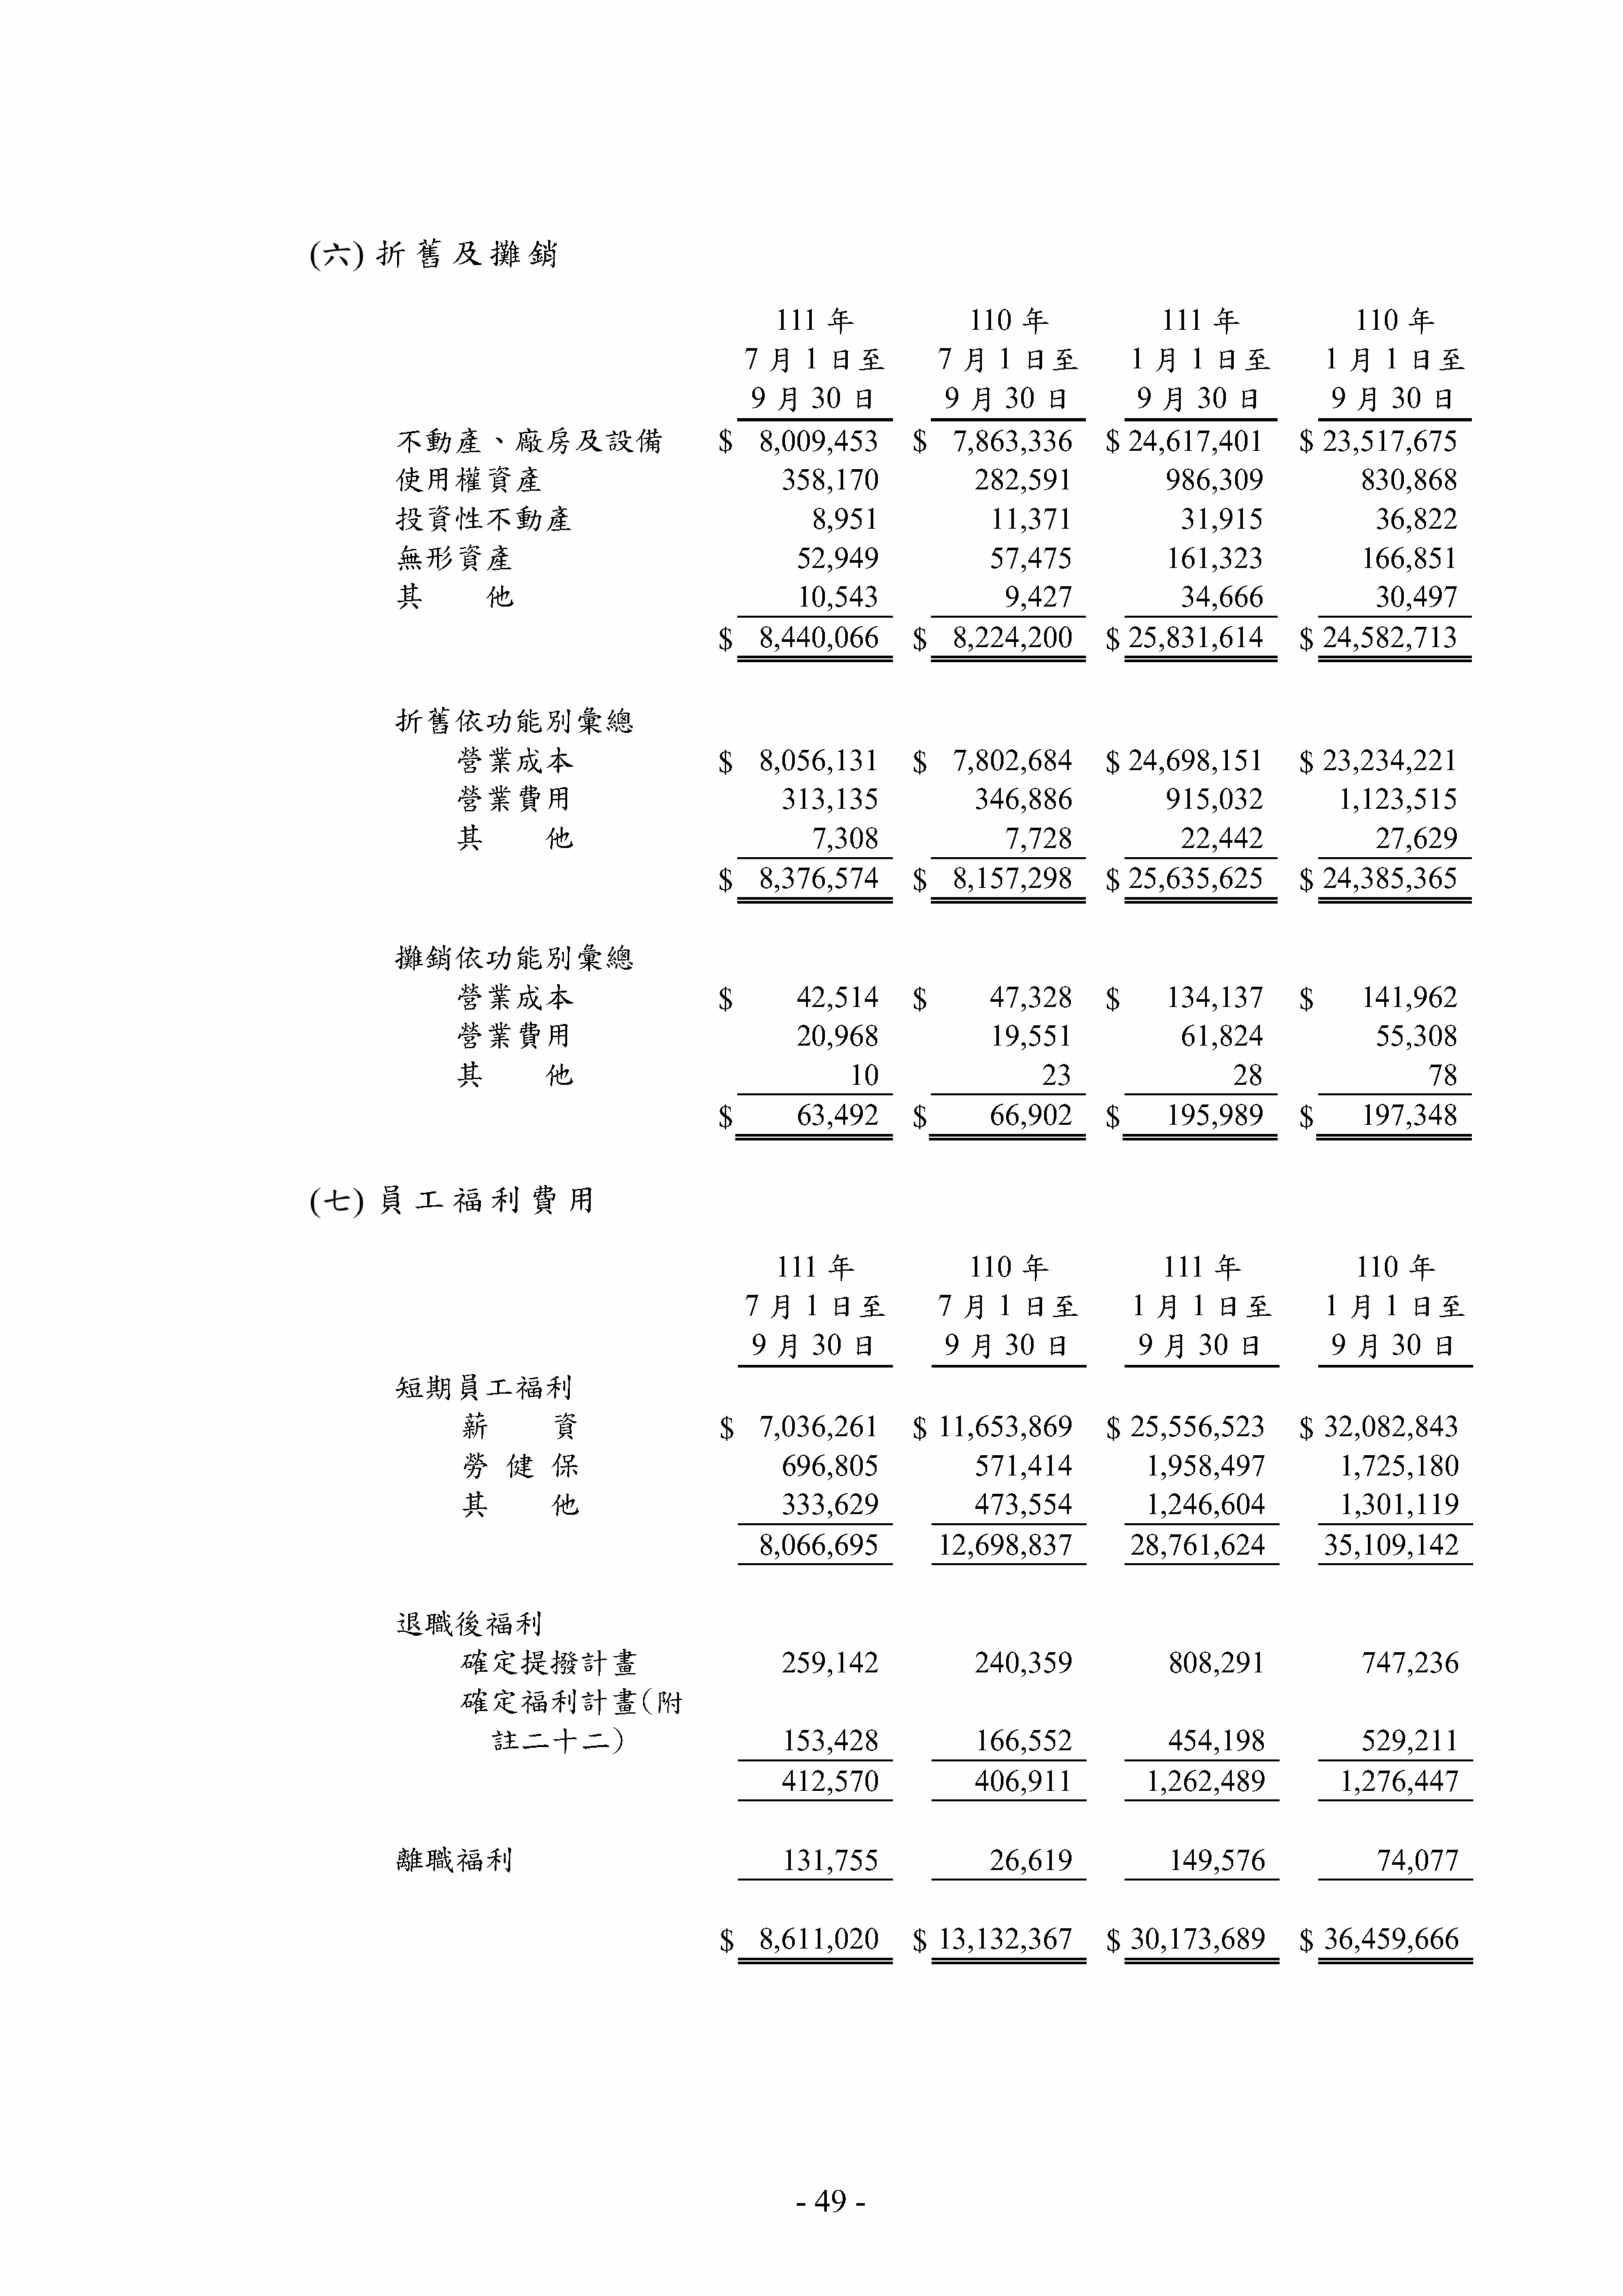 (六) 折舊及攤銷
111 年 110 年 111 年 110 年
7 月 1 日至 7 月 1 日至 1 月 1 日至 1 月 1 日至
9 月 30 日 9 月 30 日 9 月 30 日 9 月 30 日
不動產、廠房及設備 $ 8,009,453 $ 7,863,336 $ 24,617,401 $ 23,517,675
使用權資產 358,170 282,591 986,309 830,868
投資性不動產 8,951 11,371 31,915 36,822
無形資產 52,949 57,475 161,323 166,851
其 他 10,543 9,427 34,666 30,497
$ 8,440,066 $ 8,224,200 $ 25,831,614 $ 24,582,713
折舊依功能別彙總
營業成本 $ 8,056,131 $ 7,802,684 $ 24,698,151 $ 23,234,221
營業費用 313,135 346,886 915,032 1,123,515
其 他 7,308 7,728 22,442 27,629
$ 8,376,574 $ 8,157,298 $ 25,635,625 $ 24,385,365
攤銷依功能別彙總
營業成本 $ 42,514 $ 47,328 $ 134,137 $ 141,962
營業費用 20,968 19,551 61,824 55,308
其 他 10 23 28 78
$ 63,492 $ 66,902 $ 195,989 $ 197,348
(七) 員工福利費用
111 年 110 年 111 年 110 年
7 月 1 日至 7 月 1 日至 1 月 1 日至 1 月 1 日至
9 月 30 日 9 月 30 日 9 月 30 日 9 月 30 日
短期員工福利
薪 資 $ 7,036,261 $ 11,653,869 $ 25,556,523 $ 32,082,843
勞 健 保 696,805 571,414 1,958,497 1,725,180
其 他 333,629 473,554 1,246,604 1,301,119
8,066,695 12,698,837 28,761,624 35,109,142
退職後福利
確定提撥計畫 259,142 240,359 808,291 747,236
確定福利計畫(附
註二十二) 153,428 166,552 454,198 529,211
412,570 406,911 1,262,489 1,276,447
離職福利 131,755 26,619 149,576 74,077
$ 8,611,020 $ 13,132,367 $ 30,173,689 $ 36,459,666
- 49 -